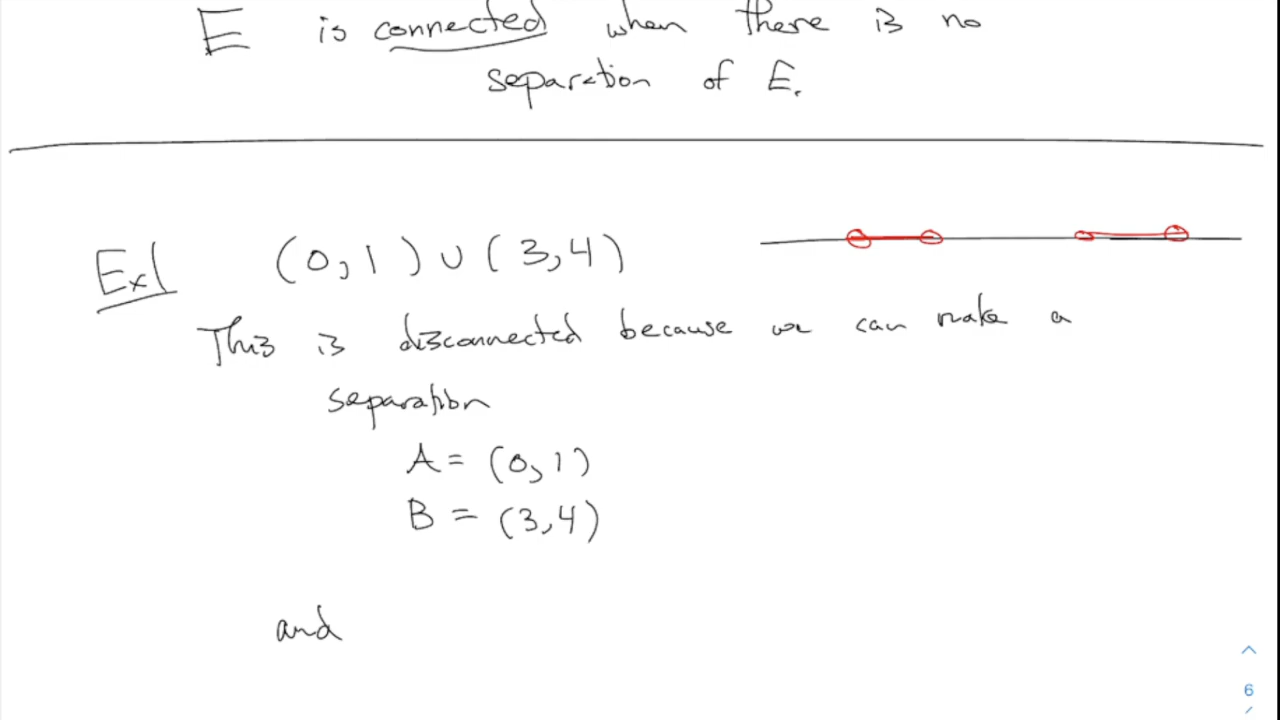 E is connected when there is no
separation of E.
Ex
(0,1) ∪ (3,4)
This is disconnected because we can make a
separation
A = (0,1)
B = (3,4)
and
6